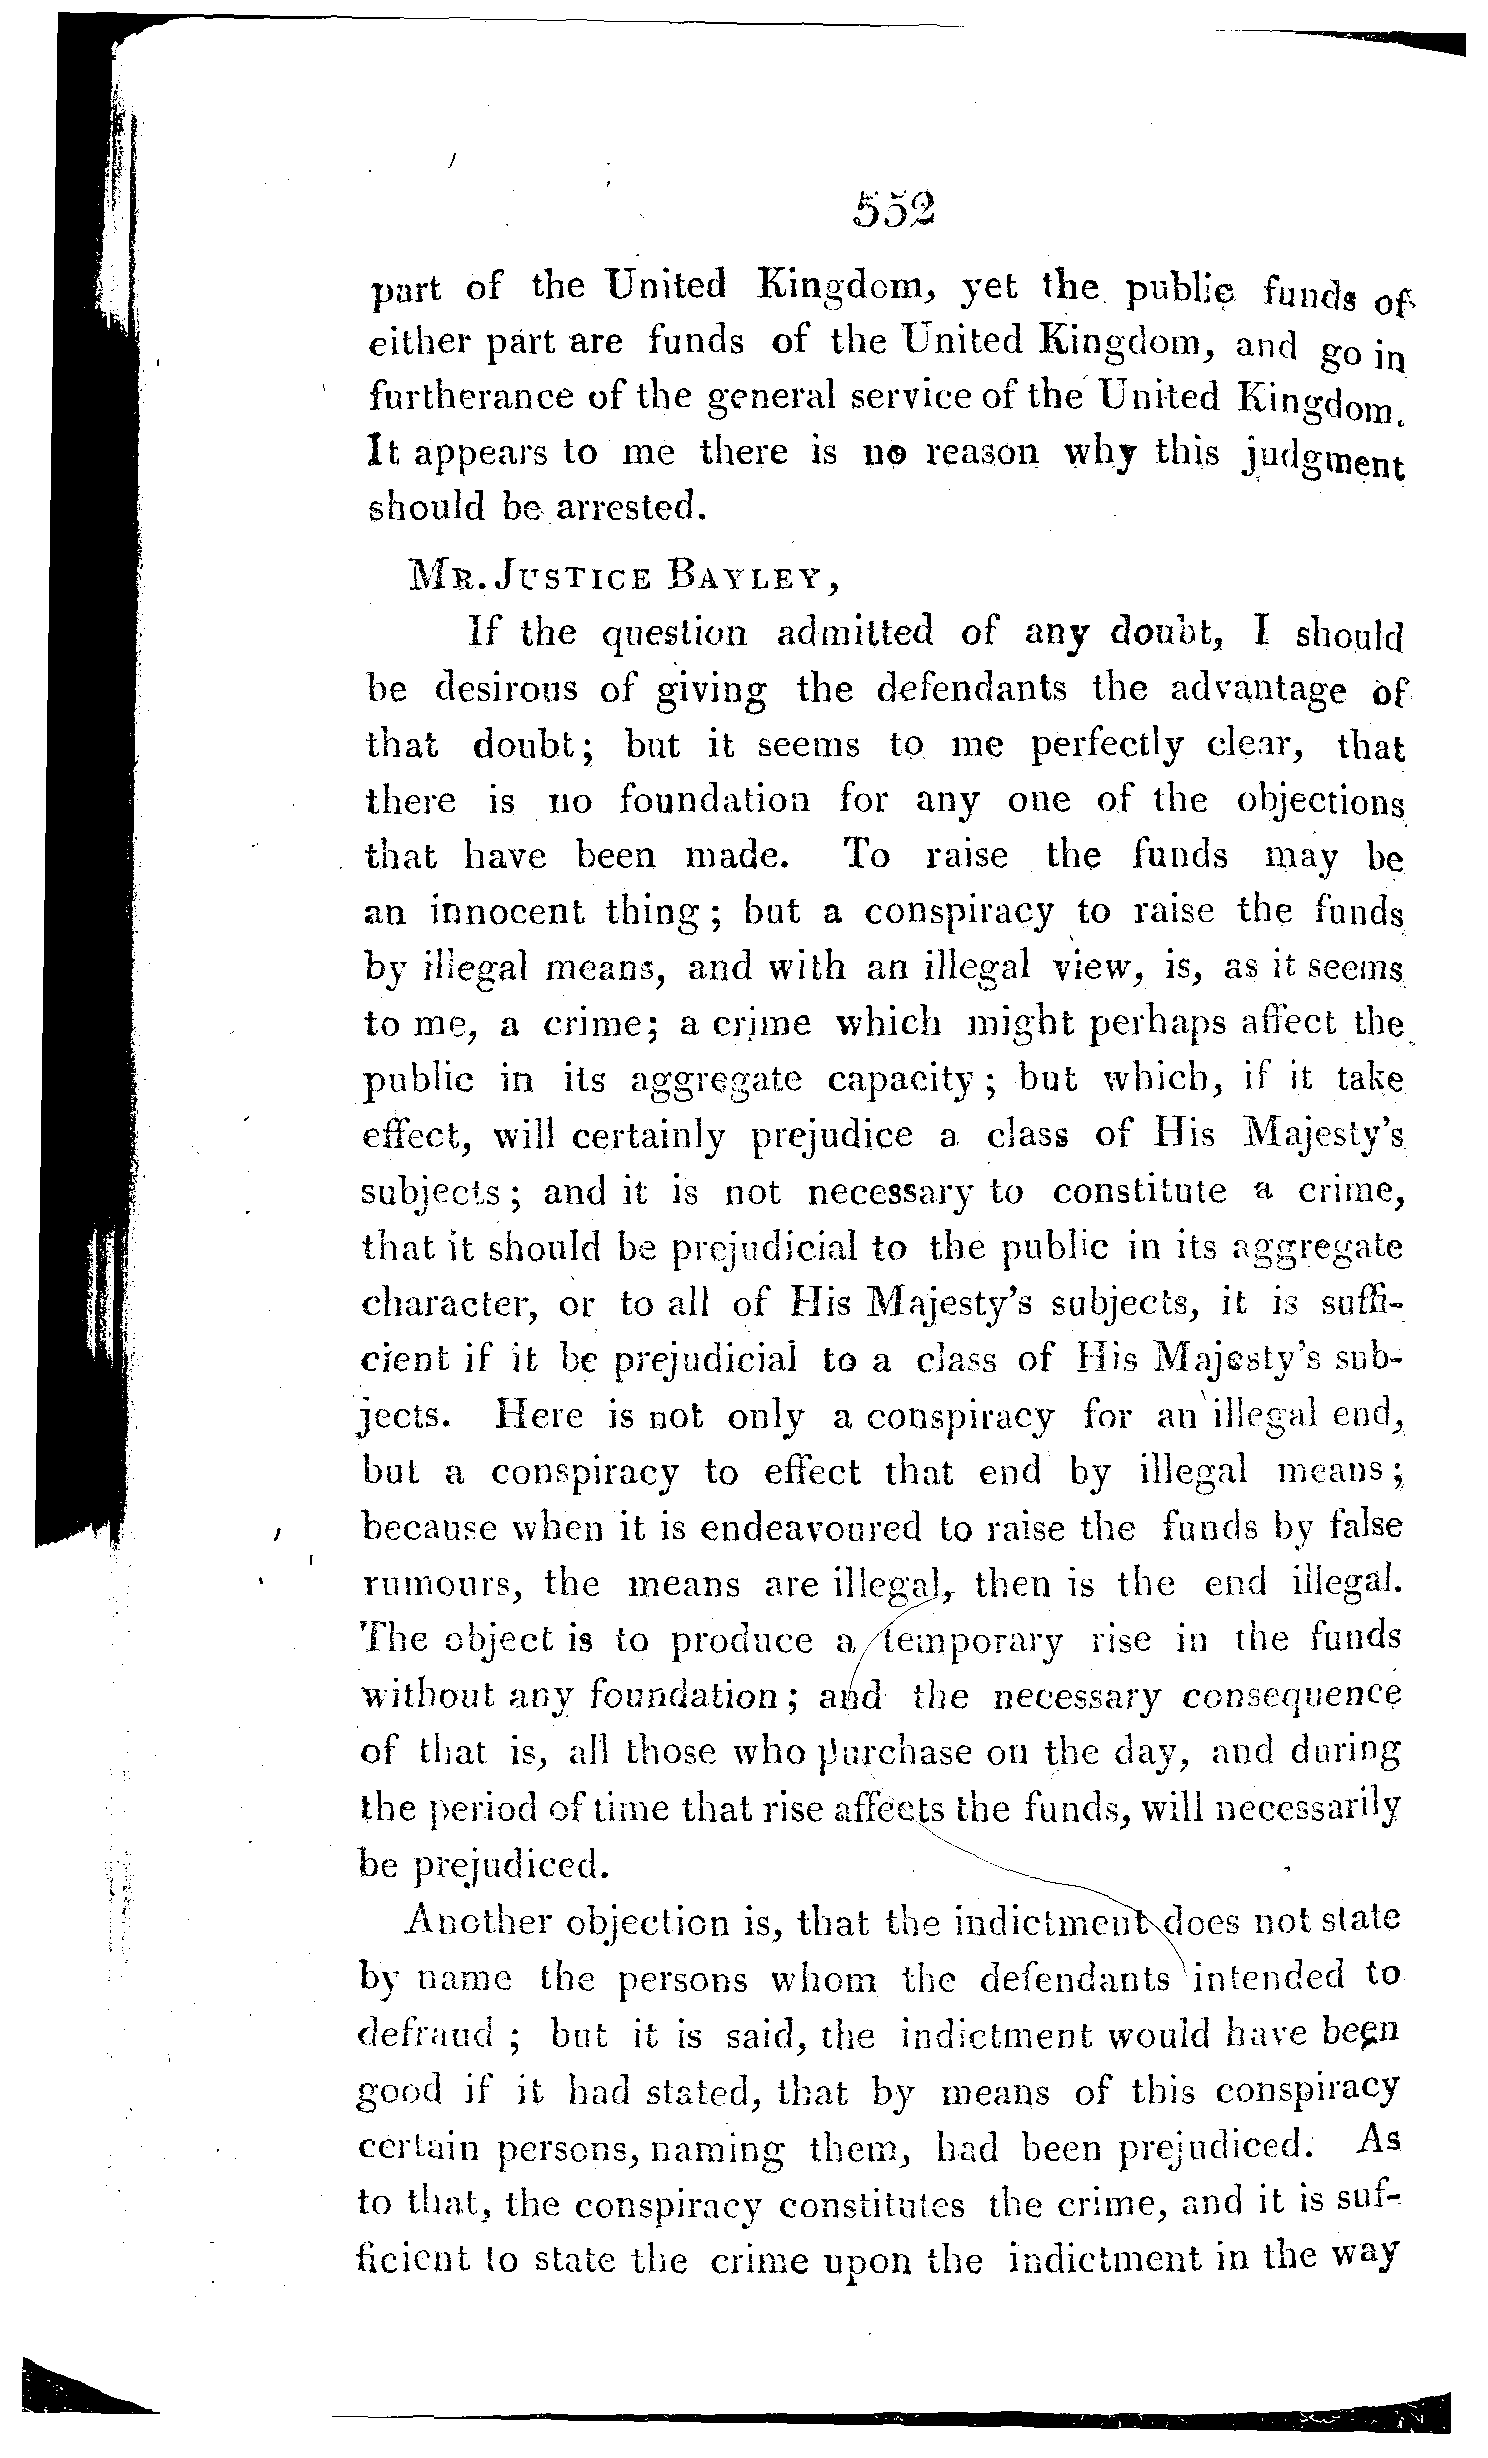 552
part of the United Kingdom, yet the public funds of
either part are funds of the United Kingdom, and go in
furtherance of the general service of the United Kingdom.
It appears to me there is no reason why this judgment
should be arrested.
MR. JUSTICE BAYLEY,
If the question admitted of any doubt, I should
be desirous of giving the defendants the advantage of
that doubt; but it seems to me perfectly clear, that
there is no foundation for any one of the objections
that have been made. To raise the funds may be
an innocent thing; but a conspiracy to raise the funds
by illegal means, and with an illegal view, is, as it seems
to me, a crime; a crime which might perhaps affect the
public in its aggregate capacity; but which, if it take
effect, will certainly prejudice a class of His Majesty's
subjects; and it is not necessary to constitute a crime,
that it should be prejudicial to the public in its aggregate
character, or to all of His Majesty's subjects, it is suffi-
cient if it be prejudicial to a class of His Majesty's sub-
jects. Here is not only a conspiracy for an illegal end,
but a conspiracy to effect that end by illegal means;
because when it is endeavoured to raise the funds by false
rumours, the means are illegal, then is the end illegal.
The object is to produce a temporary rise in the funds
without any foundation; and the necessary consequence
of that is, all those who purchase on the day, and during
the period of time that rise affects the funds, will necessarily
be prejudiced.
Another objection is, that the indictment does not state
by name the persons whom the defendants intended to
defraud; but it is said, the indictment would have been
good if it had stated, that by means of this conspiracy
certain persons, naming them, had been prejudiced. As
to that, the conspiracy constitutes the crime, and it is suf-
ficient to state the crime upon the indictment in the way